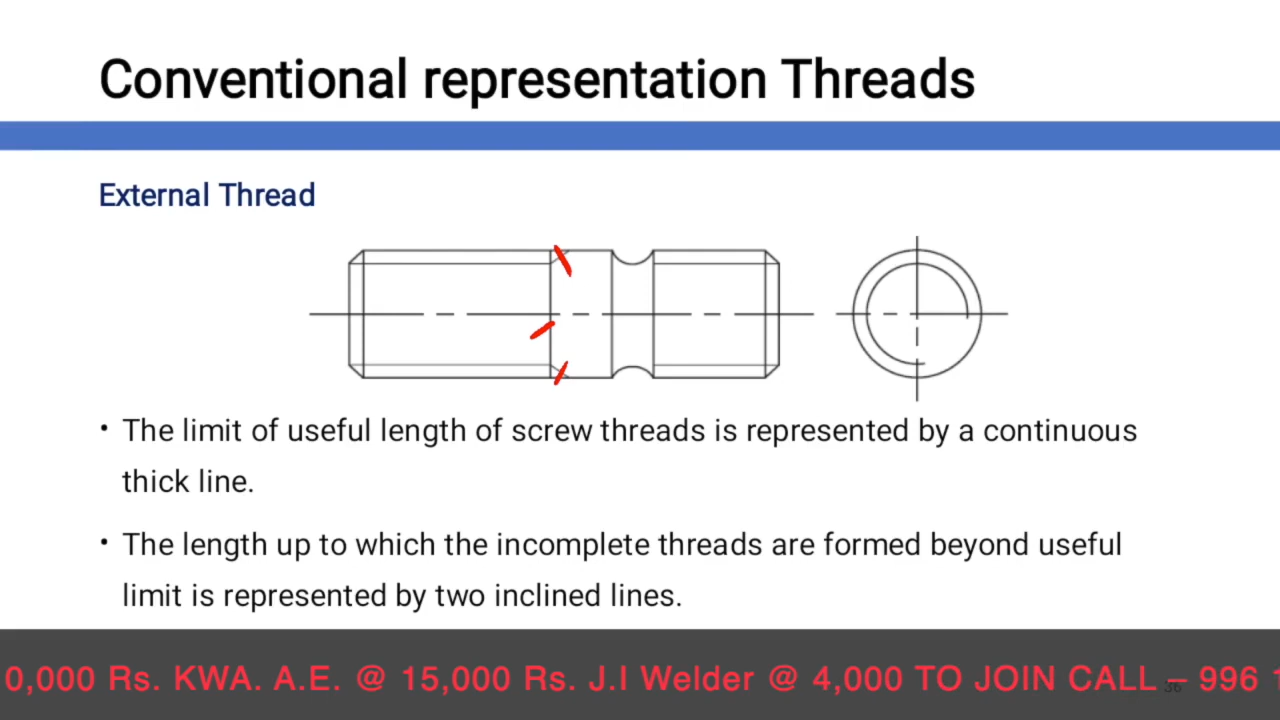 Conventional representation Threads
External Thread
• The limit of useful length of screw threads is represented by a continuous
thick line.
• The length up to which the incomplete threads are formed beyond useful
limit is represented by two inclined lines.
0,000 Rs. KWA. A.E. @ 15,000 Rs. J.I Welder @ 4,000 TO JOIN CALL – 996
36